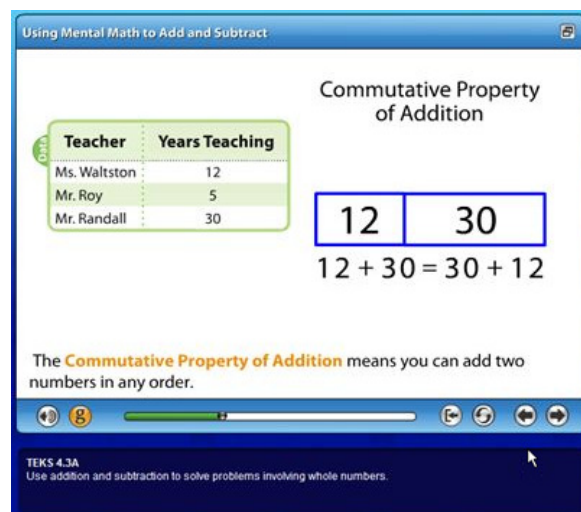 Using Mental Math to Add and Subtract
Commutative Property
of Addition
Data
Teacher Years Teaching
Ms. Waltston 12
Mr. Roy 5
Mr. Randall 30
12 30
12 + 30 = 30 + 12
The Commutative Property of Addition means you can add two
numbers in any order.
g
TEKS 4.3A
Use addition and subtraction to solve problems involving whole numbers.